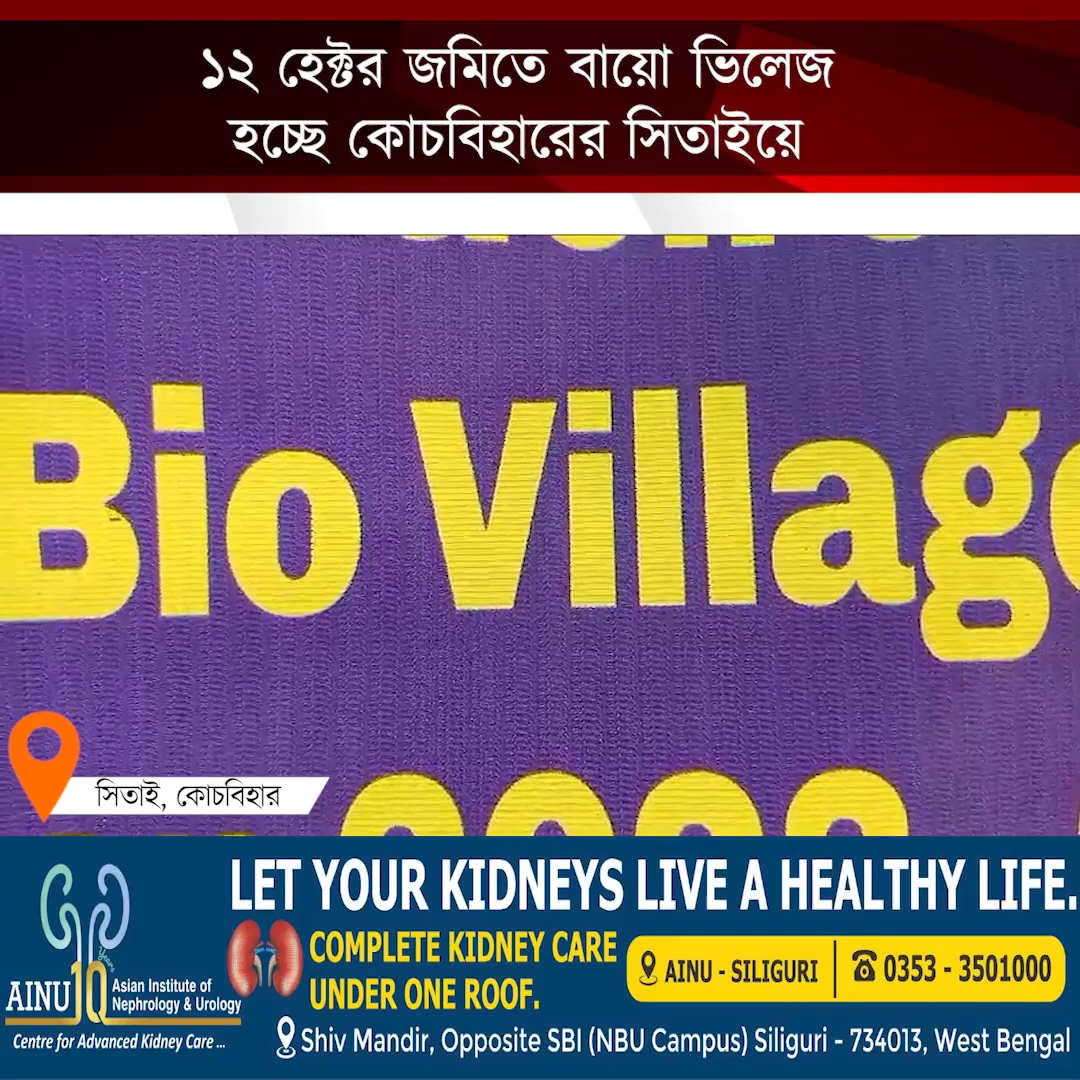 ১২ হেক্টর জমিতে বায়ো ভিলেজ
হচ্ছে কোচবিহারের সিতাইয়ে
Bio Village
সিতাই, কোচবিহার
LET YOUR KIDNEYS LIVE A HEALTHY LIFE.
COMPLETE KIDNEY CARE
UNDER ONE ROOF.
AINU - SILIGURI
0353 - 3501000
AINU 10 Years
Asian Institute of
Nephrology & Urology
Centre for Advanced Kidney Care ...
Shiv Mandir, Opposite SBI (NBU Campus) Siliguri - 734013, West Bengal